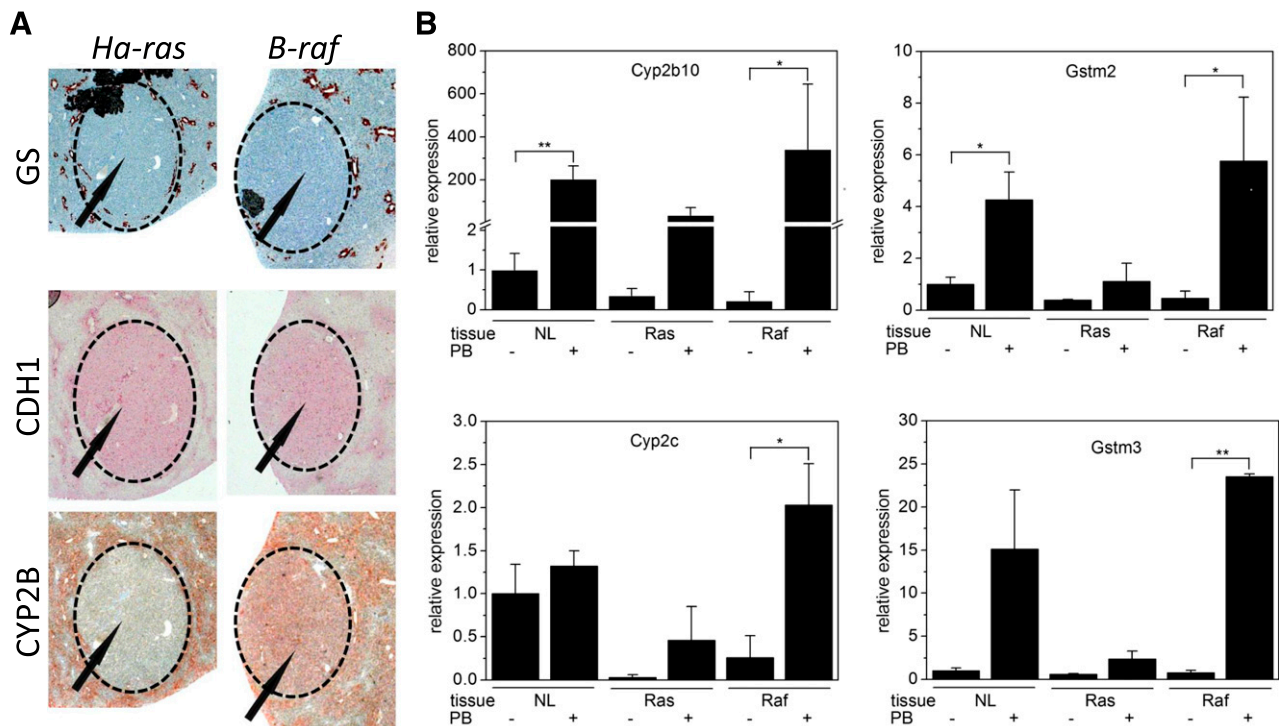 A
Ha-ras B-raf
GS
CDH1
CYP2B
B
Cyp2b10
relative expression
800
600
400
200
2
1
0
** *
tissue NL Ras Raf
PB - + - + - +
Gstm2
relative expression
10
8
6
4
2
0
* *
tissue NL Ras Raf
PB - + - + - +
Cyp2c
relative expression
3.0
2.5
2.0
1.5
1.0
0.5
0.0
*
tissue NL Ras Raf
PB - + - + - +
Gstm3
relative expression
30
25
20
15
10
5
0
**
tissue NL Ras Raf
PB - + - + - +